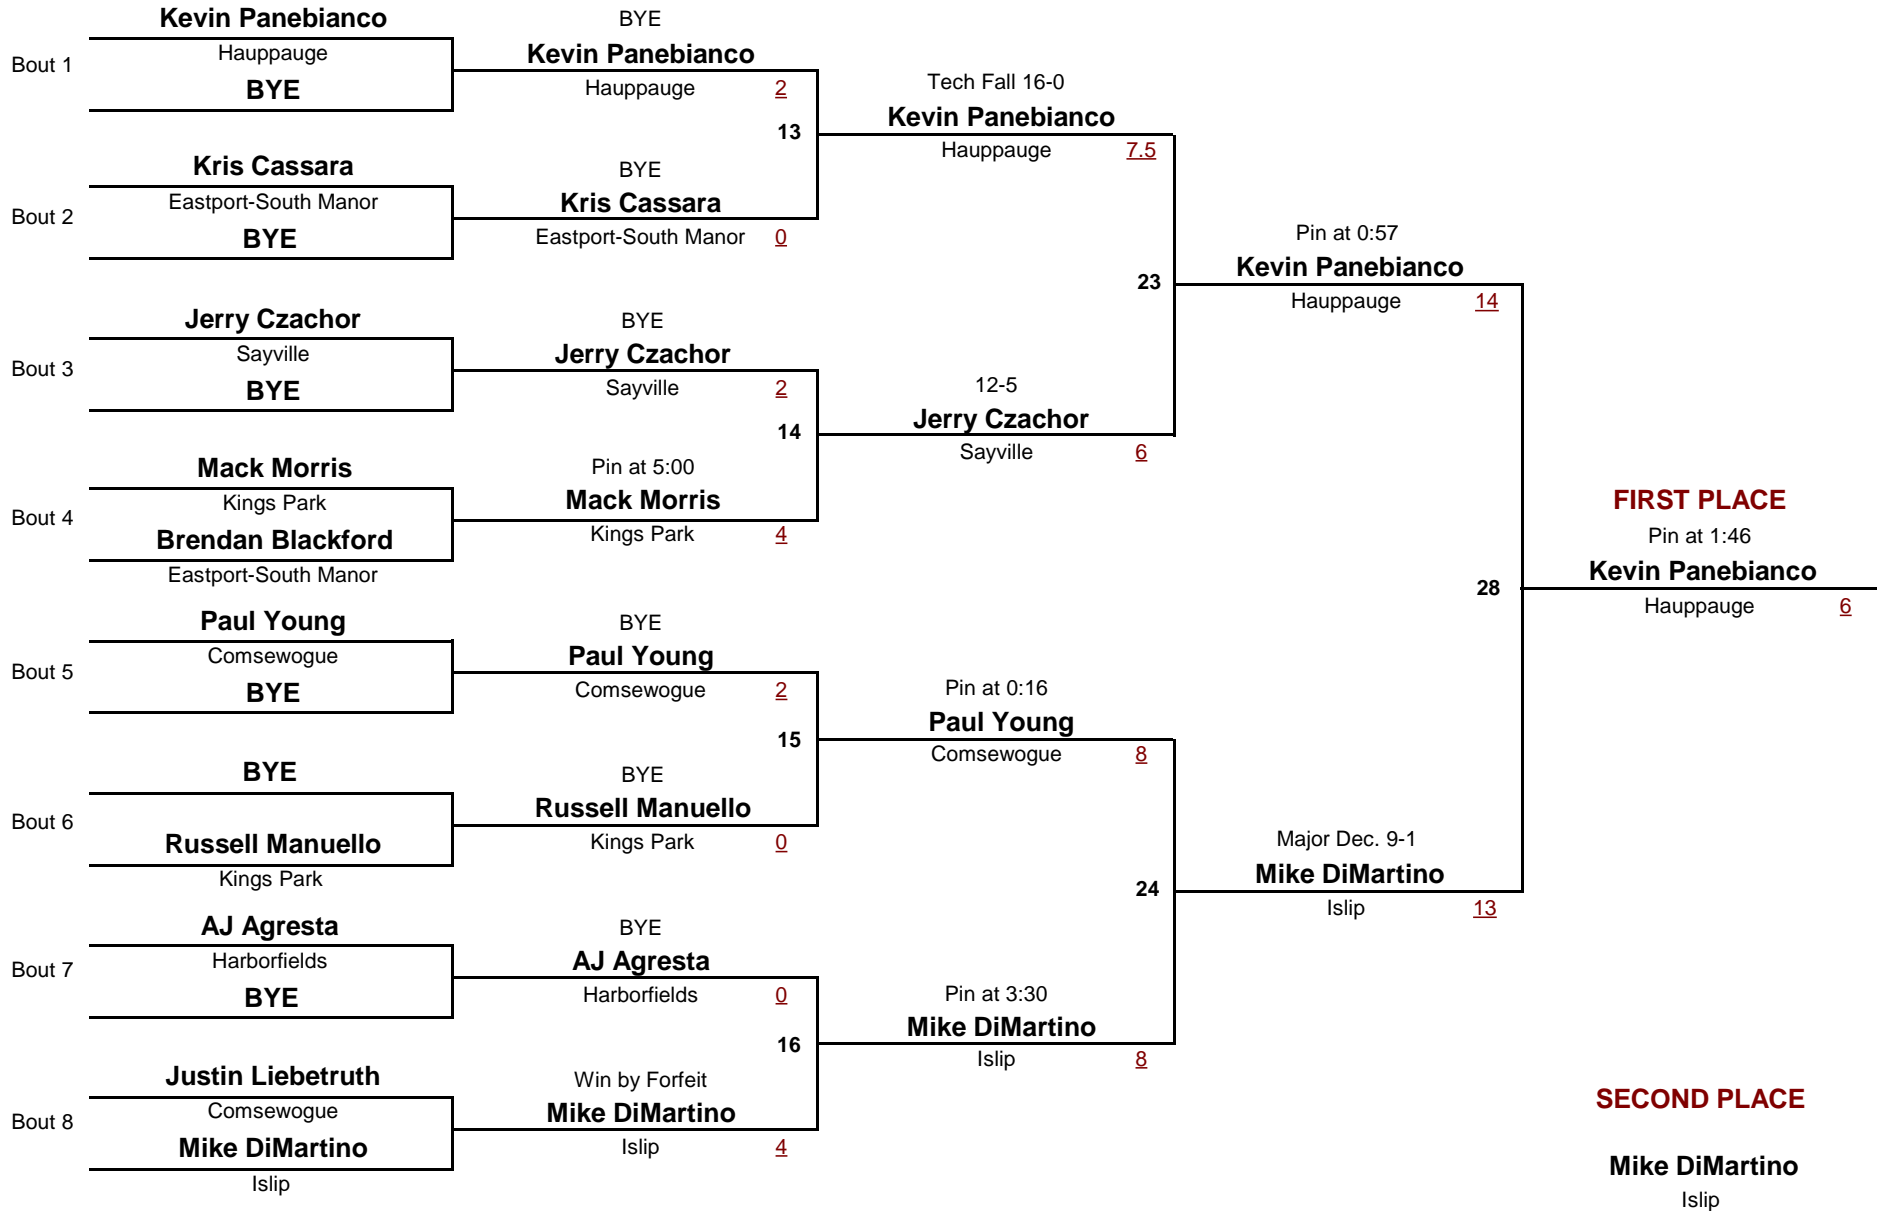 Kevin Panebianco
Bout 1
Hauppauge
BYE
Kris Cassara
Bout 2
Eastport-South Manor
BYE
Jerry Czachor
Bout 3
Sayville
BYE
Mack Morris
Bout 4
Kings Park
Brendan Blackford
Eastport-South Manor
Paul Young
Bout 5
Comsewogue
BYE
BYE
Bout 6
Russell Manuello
Kings Park
AJ Agresta
Bout 7
Harborfields
BYE
Justin Liebetruth
Bout 8
Comsewogue
Mike DiMartino
Islip
BYE
Kevin Panebianco
Hauppauge 2
13
BYE
Kris Cassara
Eastport-South Manor 0
BYE
Jerry Czachor
Sayville 2
14
Pin at 5:00
Mack Morris
Kings Park 4
BYE
Paul Young
Comsewogue 2
15
BYE
Russell Manuello
Kings Park 0
BYE
AJ Agresta
Harborfields 0
16
Win by Forfeit
Mike DiMartino
Islip 4
Tech Fall 16-0
Kevin Panebianco
Hauppauge 7.5
23
12-5
Jerry Czachor
Sayville 6
Pin at 0:16
Paul Young
Comsewogue 8
24
Pin at 3:30
Mike DiMartino
Islip 8
Pin at 0:57
Kevin Panebianco
Hauppauge 14
28
Major Dec. 9-1
Mike DiMartino
Islip 13
FIRST PLACE
Pin at 1:46
Kevin Panebianco
Hauppauge 6
SECOND PLACE
Mike DiMartino
Islip